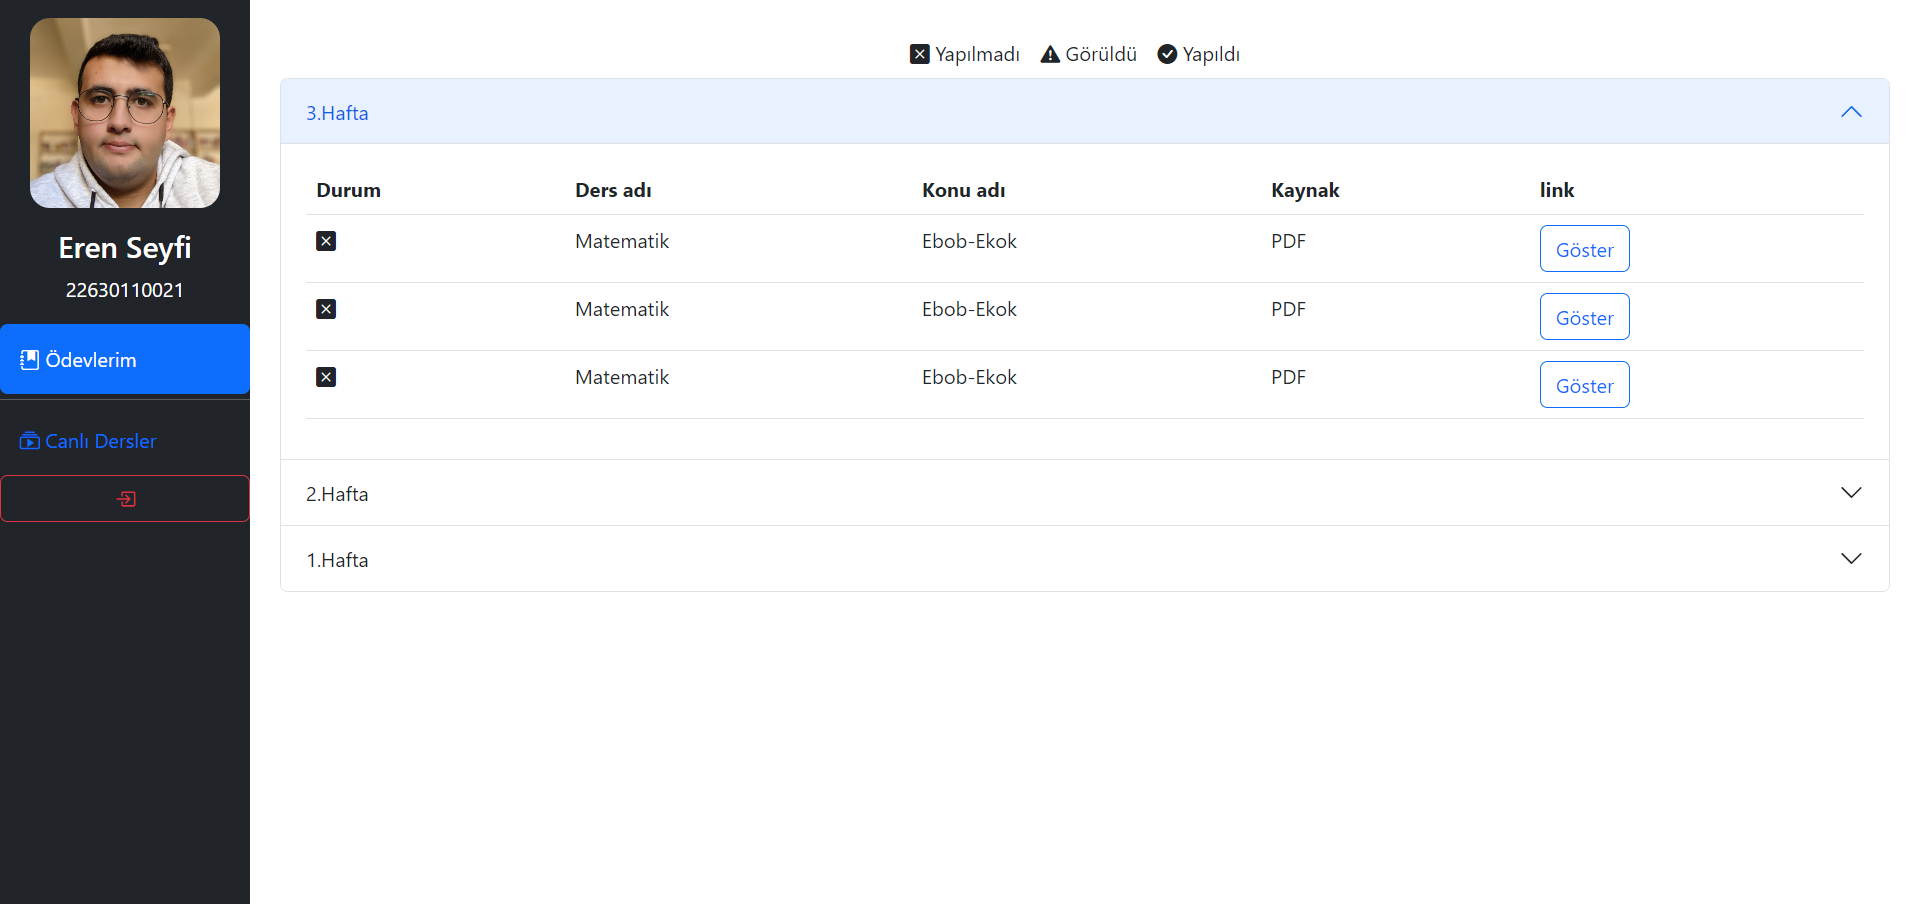 Eren Seyfi
22630110021
Ödevlerim
Canlı Dersler
Yapılmadı Görüldü Yapıldı
3.Hafta
Durum Ders adı Konu adı Kaynak link
Matematik Ebob-Ekok PDF Göster
Matematik Ebob-Ekok PDF Göster
Matematik Ebob-Ekok PDF Göster
2.Hafta
1.Hafta